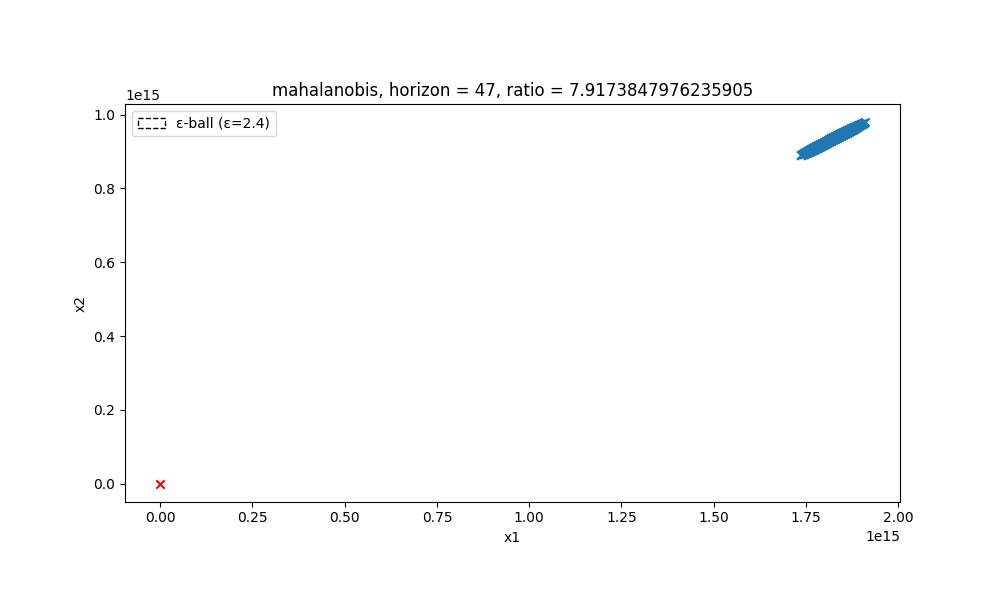 mahalanobis, horizon = 47, ratio = 7.9173847976235905
1e15
ε-ball (ε=2.4)
1.0
0.8
0.6
0.4
0.2
0.0
x2
0.00 0.25 0.50 0.75 1.00 1.25 1.50 1.75 2.00
x1
1e15